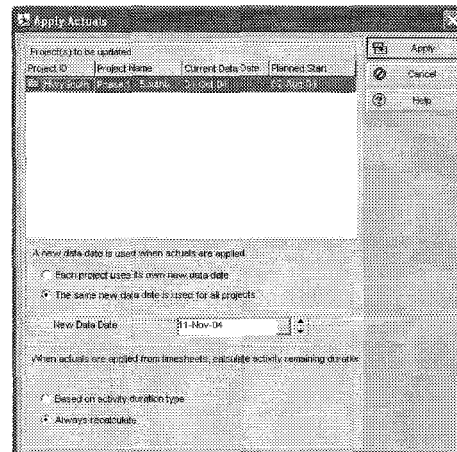 Apply Actuals
Project(s) to be updated
Project ID Project Name Current Data Date Planned Start
Apply
Cancel
Help
A new data date is used when actuals are applied
Each project uses its own new data date
The same new data date is used for all projects
New Data Date 11-Nov-04
When actuals are applied from timesheets, calculate activity remaining duration
Based on activity duration type
Always recalculate